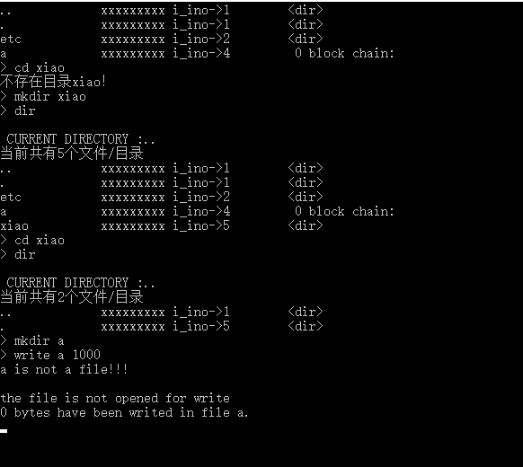 ..          xxxxxxxxx i_ino->1       <dir>
.           xxxxxxxxx i_ino->1       <dir>
etc         xxxxxxxxx i_ino->2       <dir>
a           xxxxxxxxx i_ino->4        0 block chain:
> cd xiao
不存在目录xiao!
> mkdir xiao
> dir
CURRENT DIRECTORY :..
当前共有5个文件/目录
..          xxxxxxxxx i_ino->1       <dir>
.           xxxxxxxxx i_ino->1       <dir>
etc         xxxxxxxxx i_ino->2       <dir>
a           xxxxxxxxx i_ino->4        0 block chain:
xiao        xxxxxxxxx i_ino->5       <dir>
> cd xiao
> dir
CURRENT DIRECTORY :..
当前共有2个文件/目录
..          xxxxxxxxx i_ino->1       <dir>
.           xxxxxxxxx i_ino->5       <dir>
> mkdir a
> write a 1000
a is not a file!!!
the file is not opened for write
0 bytes have been writed in file a.